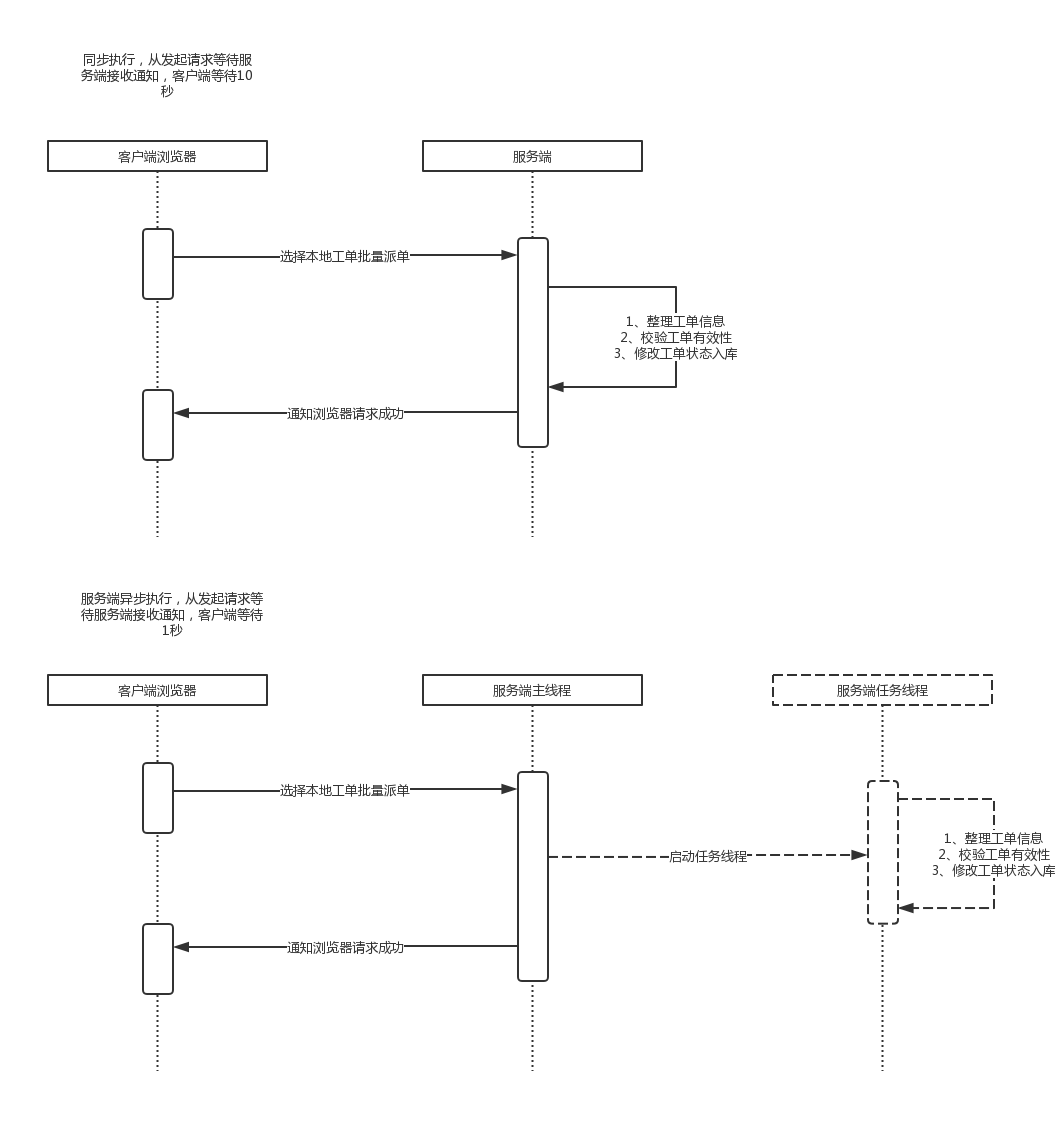 同步执行，从发起请求等待服
务端接收通知，客户端等待10
秒
客户端浏览器
服务端
选择本地工单批量派单
1、整理工单信息
2、校验工单有效性
3、修改工单状态入库
通知浏览器请求成功
服务端异步执行，从发起请求等
待服务端接收通知，客户端等待
1秒
客户端浏览器
服务端主线程
服务端任务线程
选择本地工单批量派单
启动任务线程
1、整理工单信息
2、校验工单有效性
3、修改工单状态入库
通知浏览器请求成功